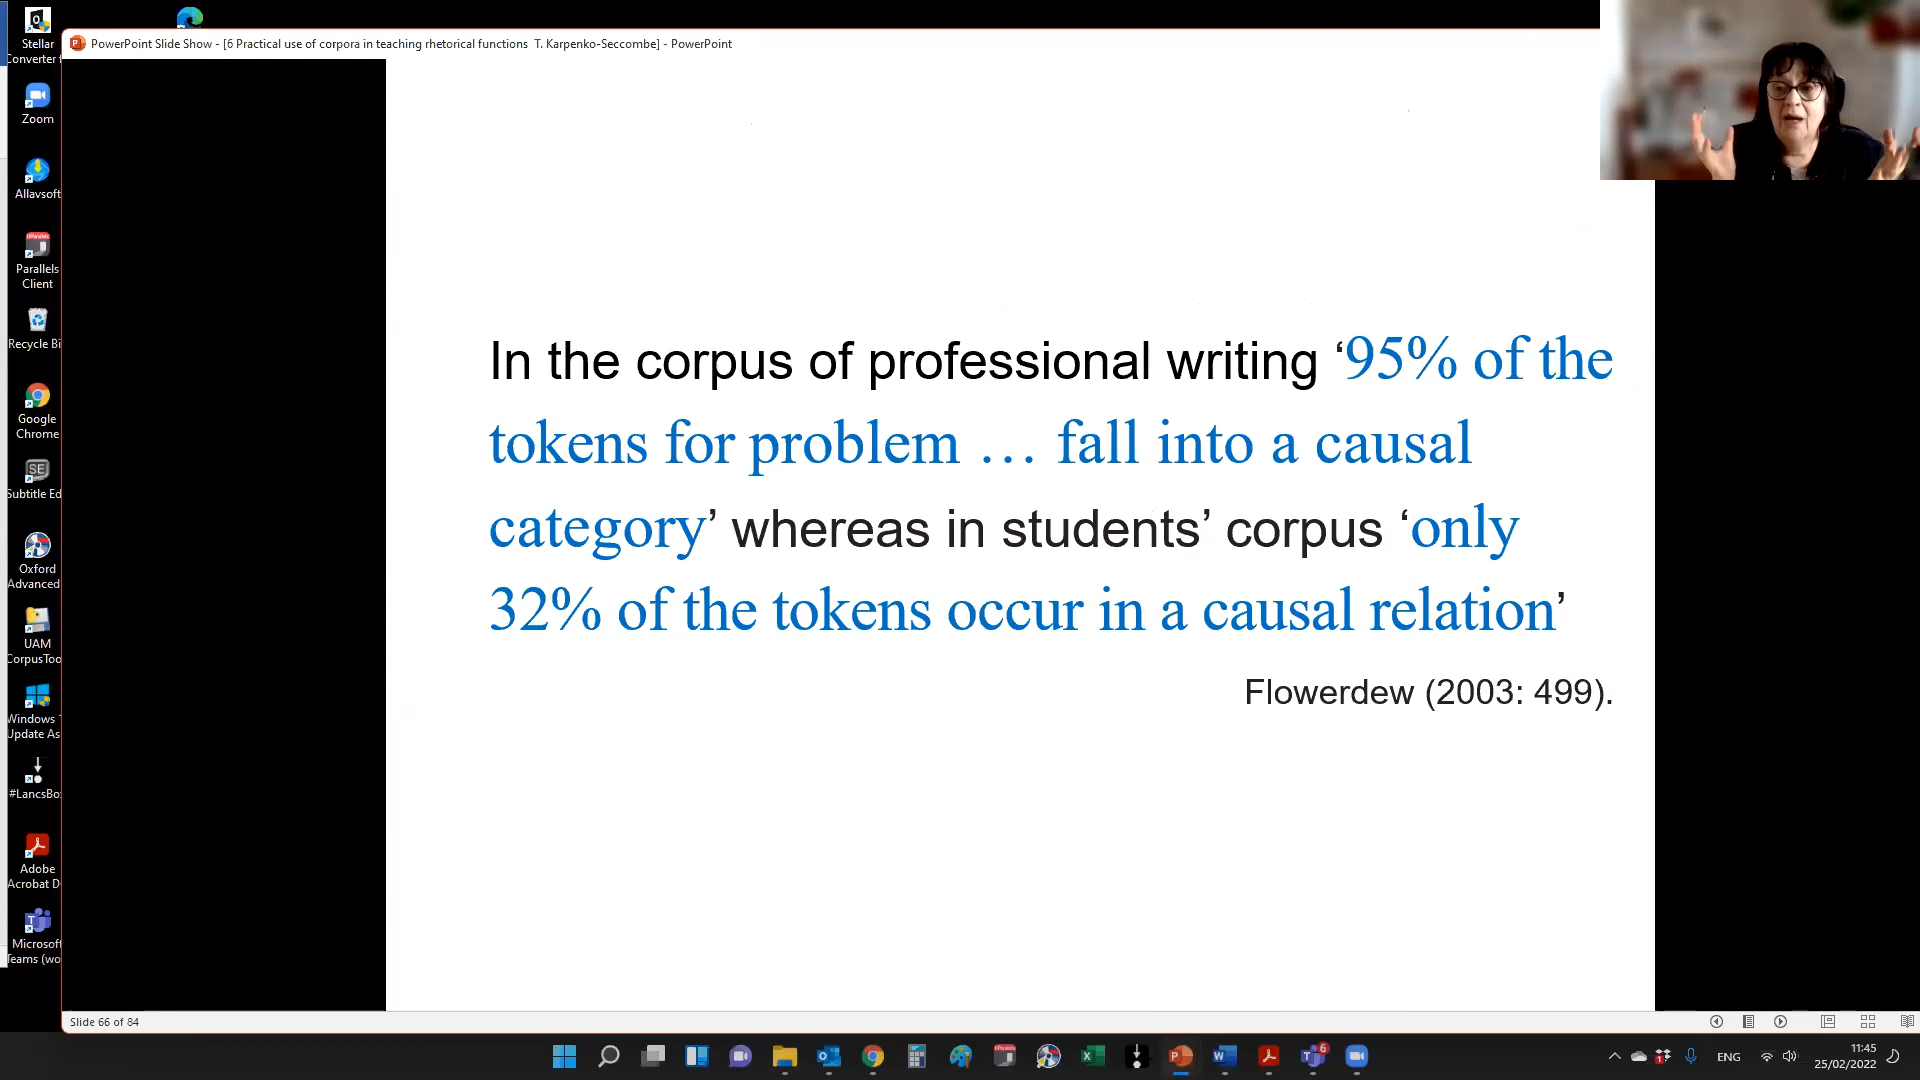 Stellar
Converter f
Zoom
Allavsoft
Parallels
Client
Recycle Bi
Google
Chrome
Subtitle Ed
Oxford
Advanced
UAM
CorpusToo
Windows
Update As
#LancsBo
Adobe
Acrobat D
Microsoft
Teams (wo
PowerPoint Slide Show - [6 Practical use of corpora in teaching rhetorical functions T. Karpenko-Seccombe] - PowerPoint
In the corpus of professional writing ‘95% of the
tokens for problem … fall into a causal
category’ whereas in students’ corpus ‘only
32% of the tokens occur in a causal relation’
Flowerdew (2003: 499).
Slide 66 of 84
ENG
11:45
25/02/2022